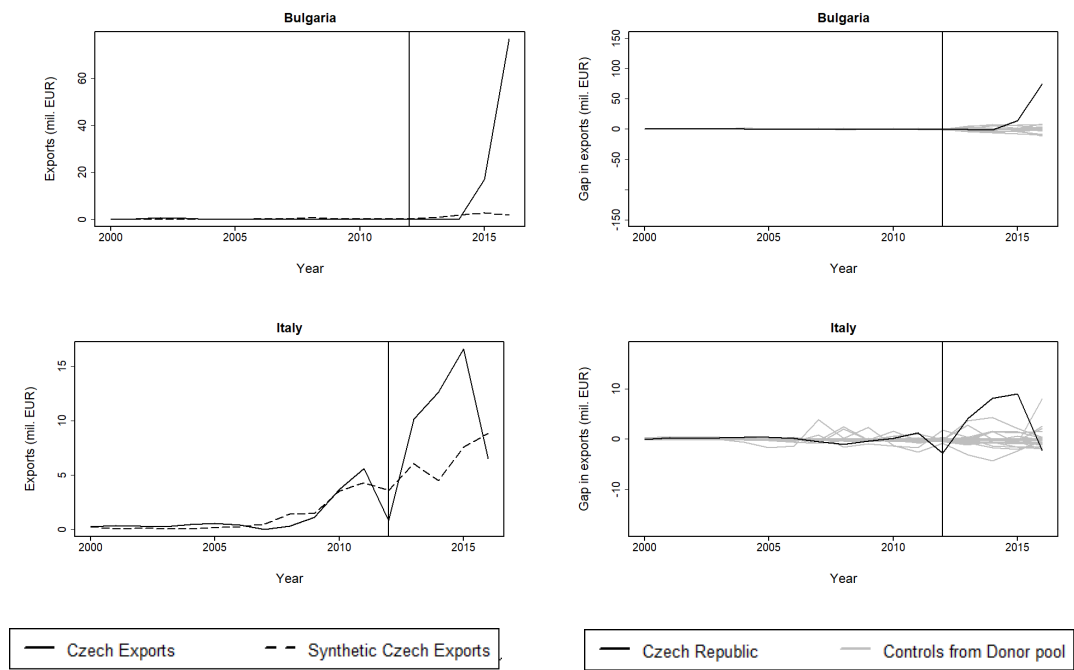 Bulgaria
Exports (mil. EUR)
60
40
20
0
2000 2005 2010 2015
Year
Bulgaria
Gap in exports (mil. EUR)
150
100
50
0
-50
-150
2000 2005 2010 2015
Year
Italy
Exports (mil. EUR)
15
10
5
0
2000 2005 2010 2015
Year
Italy
Gap in exports (mil. EUR)
10
0
-10
2000 2005 2010 2015
Year
Czech Exports Synthetic Czech Exports
Czech Republic Controls from Donor pool